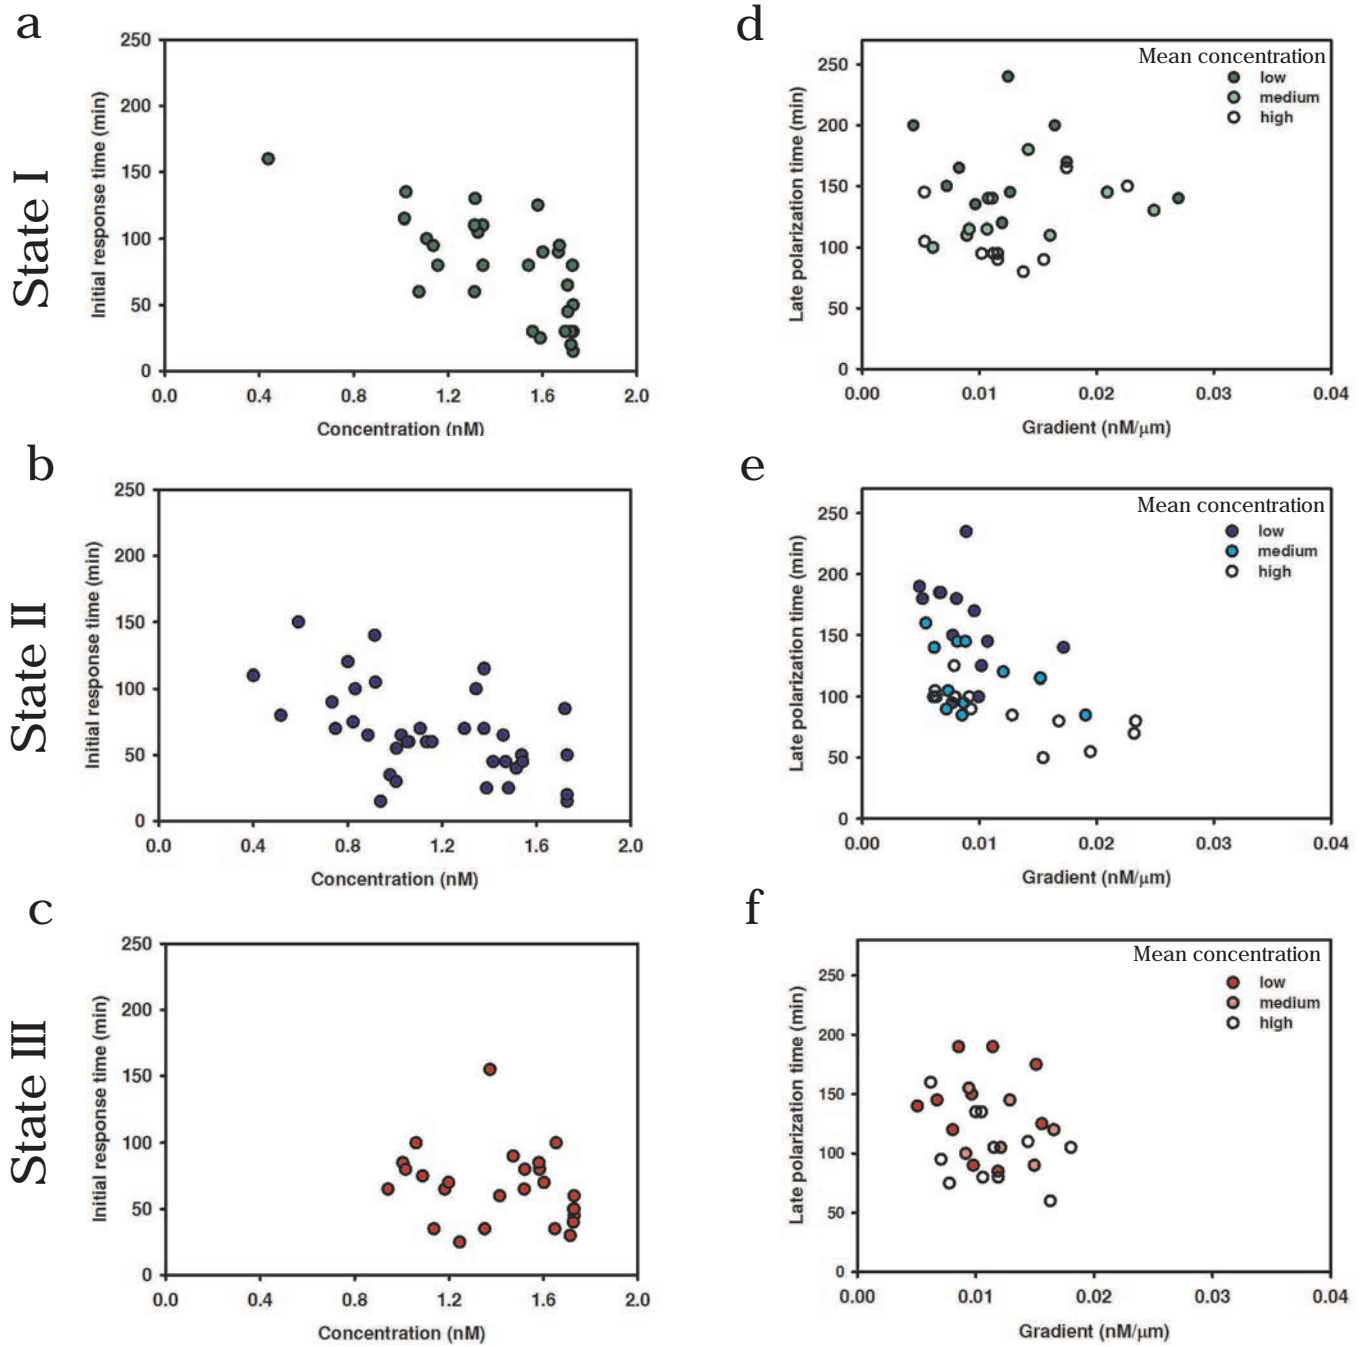 a
State I
Initial response time (min)
250
200
150
100
50
0
0.0 0.4 0.8 1.2 1.6 2.0
Concentration (nM)
d
Late polarization time (min)
250
200
150
100
50
0
Mean concentration
low
medium
high
0.00 0.01 0.02 0.03 0.04
Gradient (nM/μm)
b
State II
Initial response time (min)
250
200
150
100
50
0
0.0 0.4 0.8 1.2 1.6 2.0
Concentration (nM)
e
Late polarization time (min)
250
200
150
100
50
0
Mean concentration
low
medium
high
0.00 0.01 0.02 0.03 0.04
Gradient (nM/μm)
c
State III
Initial response time (min)
250
200
150
100
50
0
0.0 0.4 0.8 1.2 1.6 2.0
Concentration (nM)
f
Late polarization time (min)
250
200
150
100
50
0
Mean concentration
low
medium
high
0.00 0.01 0.02 0.03 0.04
Gradient (nM/μm)